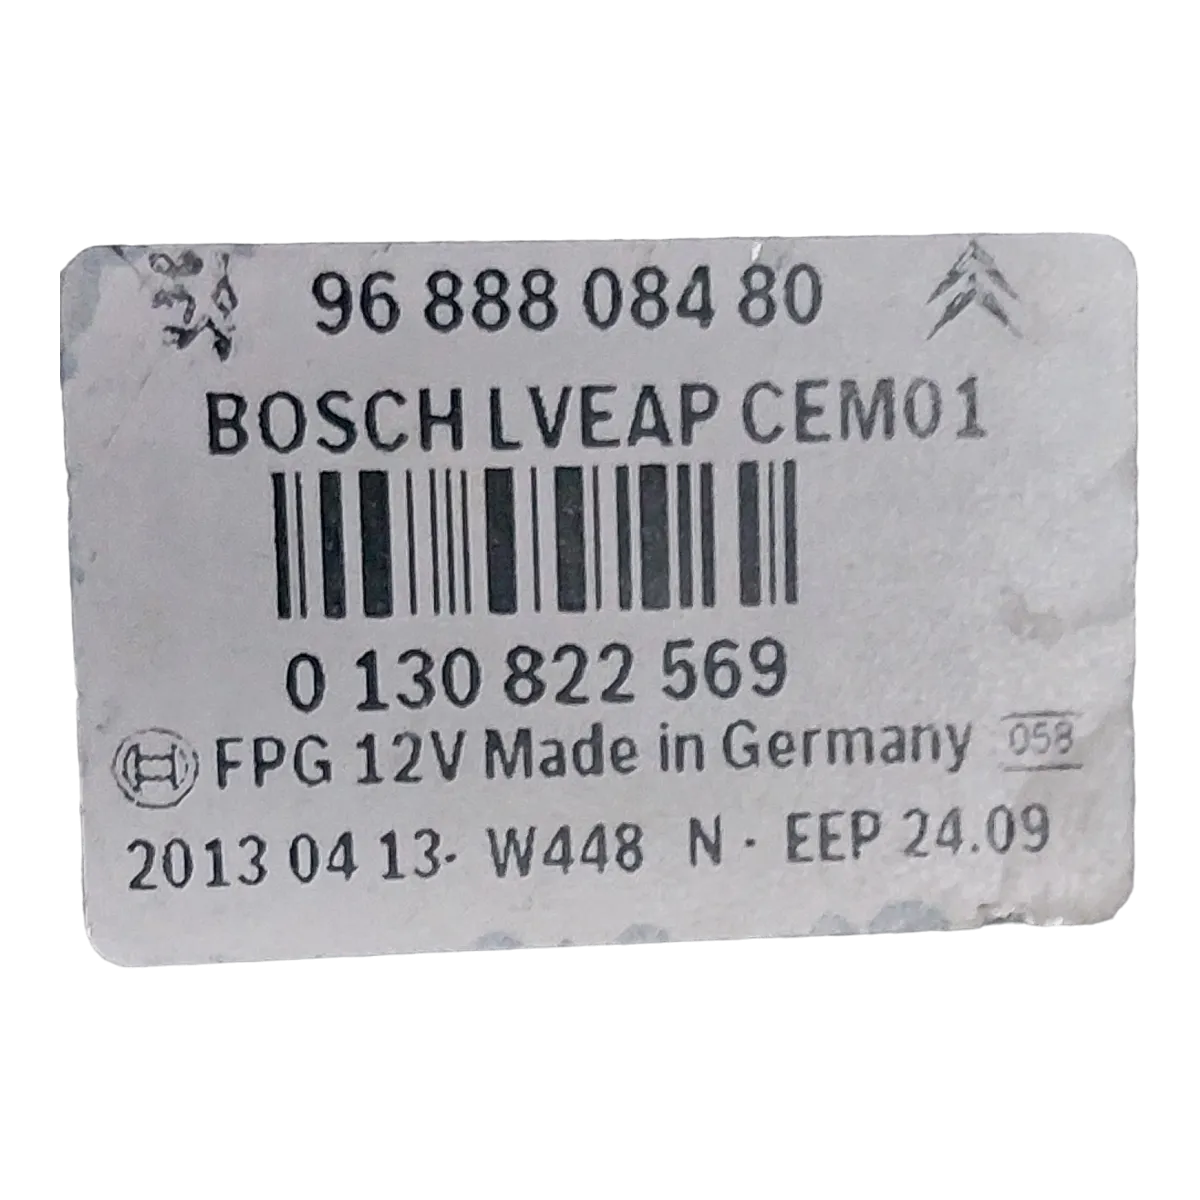 96 888 084 80
BOSCH LVEAP CEM01
0 130 822 569
FPG 12V Made in Germany 058
2013 04 13- W448 N · EEP 24.09